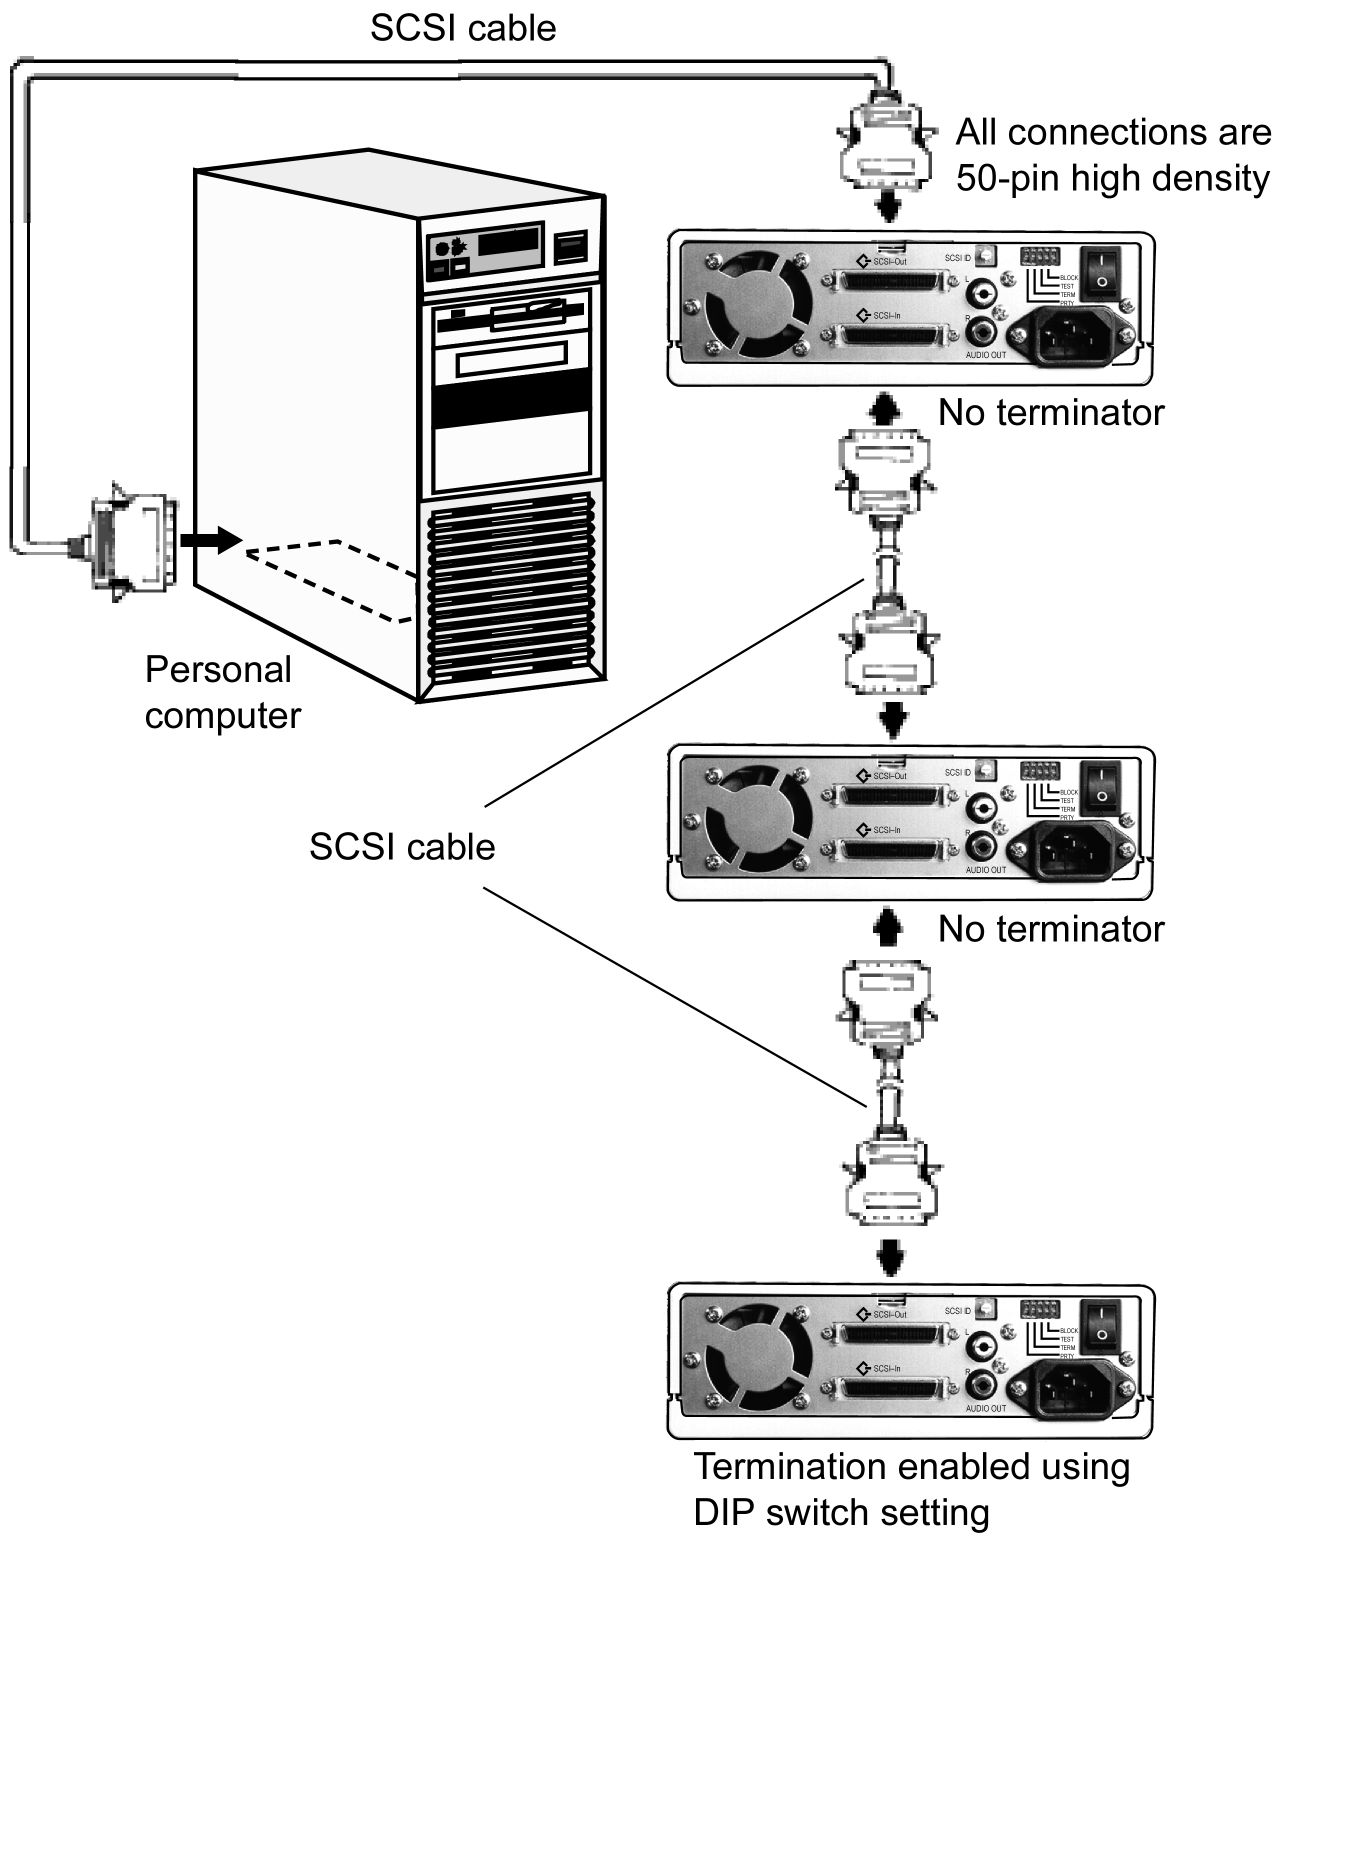 SCSI cable
All connections are
50-pin high density
SCSI-Out
SCSI ID
L
BLOCK
TEST
TERM
PRTY
SCSI-In
R
AUDIO OUT
No terminator
Personal
computer
SCSI-Out
SCSI ID
L
BLOCK
TEST
TERM
PRTY
SCSI-In
R
AUDIO OUT
SCSI cable
No terminator
SCSI-Out
SCSI ID
L
BLOCK
TEST
TERM
PRTY
SCSI-In
R
AUDIO OUT
Termination enabled using
DIP switch setting